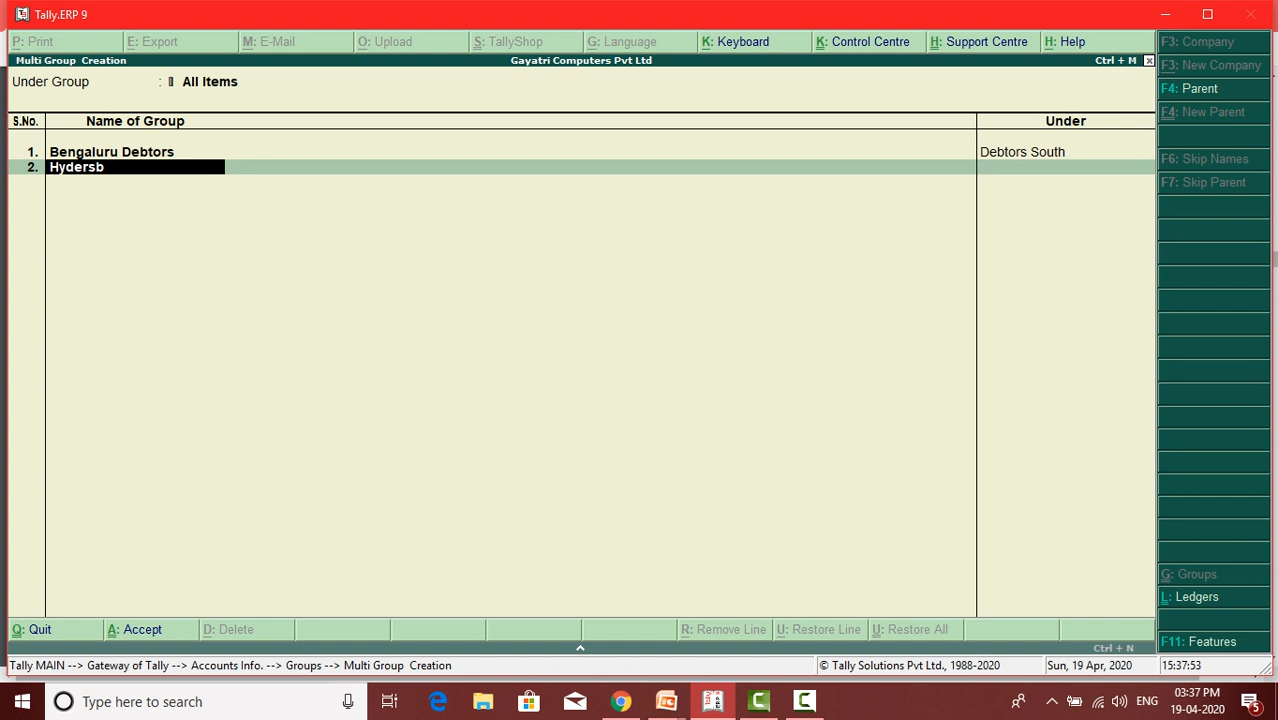 Tally.ERP 9
P: Print E: Export M: E-Mail O: Upload S: TallyShop G: Language K: Keyboard K: Control Centre H: Support Centre H: Help
Multi Group Creation Gayatri Computers Pvt Ltd Ctrl + M
Under Group : All Items
S.No. Name of Group Under
1. Bengaluru Debtors Debtors South
2. Hydersb
F3: Company
F3: New Company
F4: Parent
F4: New Parent
F6: Skip Names
F7: Skip Parent
G: Groups
L: Ledgers
F11: Features
Q: Quit A: Accept D: Delete R: Remove Line U: Restore Line U: Restore All
Ctrl + N
Tally MAIN --> Gateway of Tally --> Accounts Info. --> Groups --> Multi Group Creation © Tally Solutions Pvt Ltd., 1988-2020 Sun, 19 Apr, 2020 15:37:53
Type here to search ENG 03:37 PM
19-04-2020 5